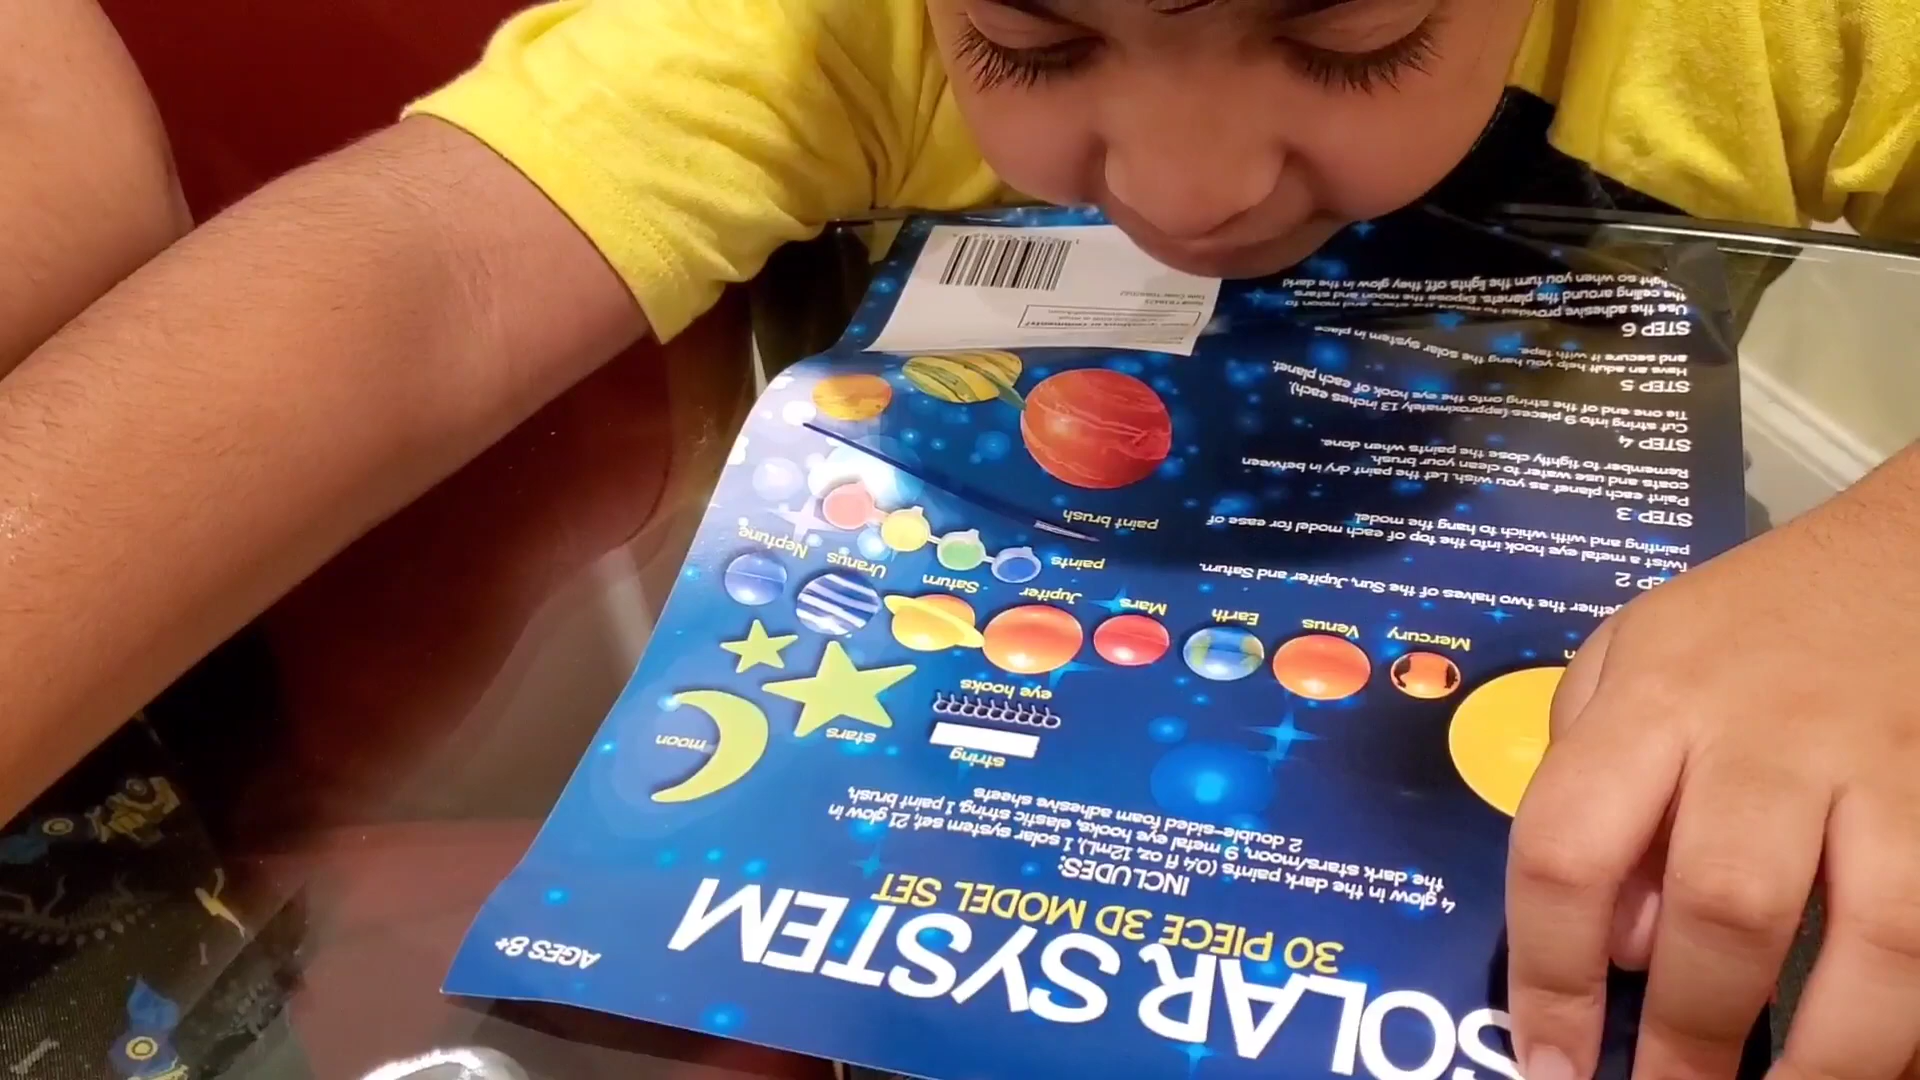 SOLAR SYSTEM
AGES 8+
30 PIECE 3D MODEL SET
INCLUDES:
4 glow in the dark paints (0.4 fl oz, 12mL), 1 solar system set, 21 glow in
the dark stars/moon, 9 metal eye hooks, elastic string, 1 paint brush,
2 double-sided foam adhesive sheets
string
eye hooks
stars
moon
Mercury
Venus
Earth
Mars
Jupiter
Saturn
Uranus
Neptune
paints
paint brush
the two halves of the Sun, Jupiter and Saturn.
2
Twist a metal eye hook into the top of each model for ease of
painting and with which to hang the model.
STEP 3
Paint each planet as you wish. Let the paint dry in between
coats and use water to clean your brush.
Remember to tightly close the paints when done.
STEP 4
Cut string into 9 pieces (approximately 13 inches each).
Tie one end of the string onto the eye hook of each planet.
STEP 5
Have an adult help you hang the solar system in place
and secure it with tape.
STEP 6
Use the adhesive provided to the moon and stars to
the ceiling around the planets. Expose the moon and stars
light so when you turn the lights off, they glow in the dark!
questions or comments?